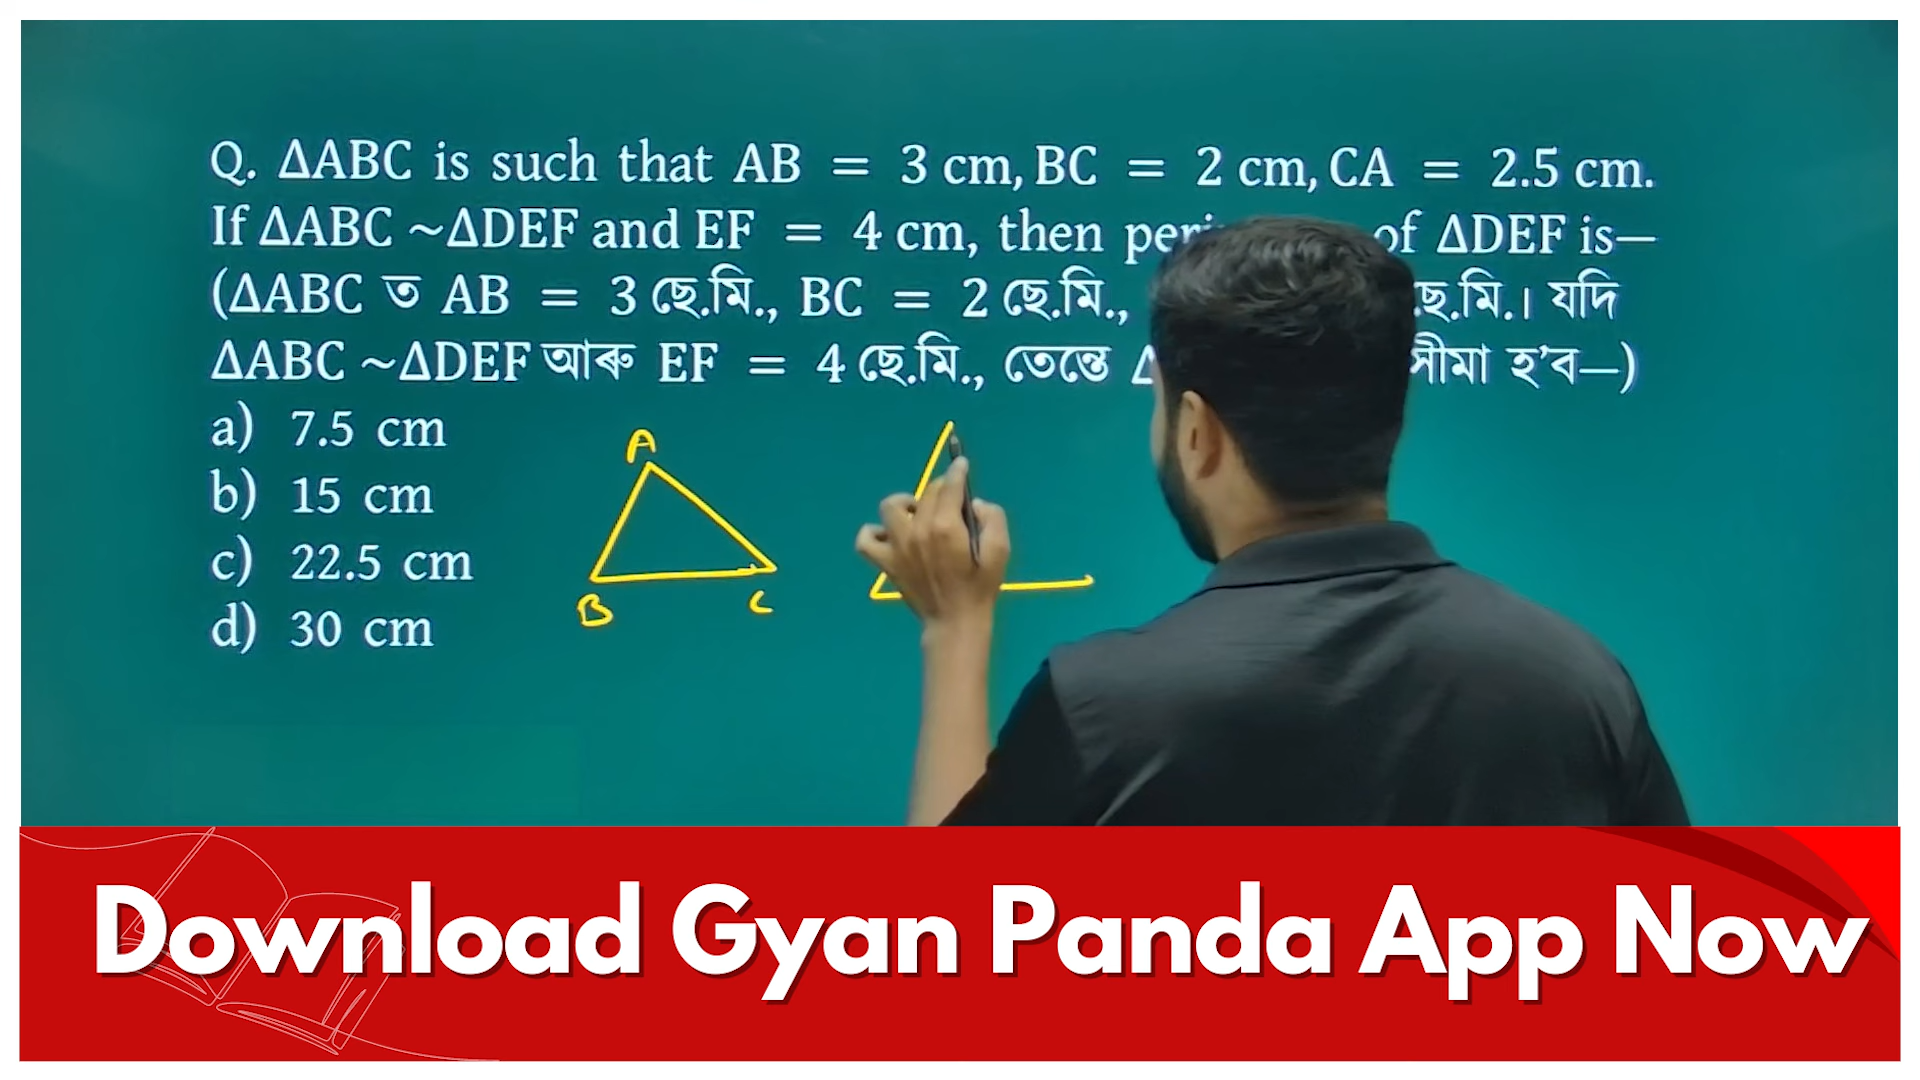 Q. ΔABC is such that AB = 3 cm, BC = 2 cm, CA = 2.5 cm.
If ΔABC ~ΔDEF and EF = 4 cm, then of ΔDEF is—
(ΔABC ত AB = 3 ছে.মি., BC = 2 ছে.মি., ছে.মি.। যদি
ΔABC ~ΔDEF আৰু EF = 4 ছে.মি., তেন্তে হ’ব—)
a) 7.5 cm
b) 15 cm
c) 22.5 cm
d) 30 cm
A
B C
Download Gyan Panda App Now